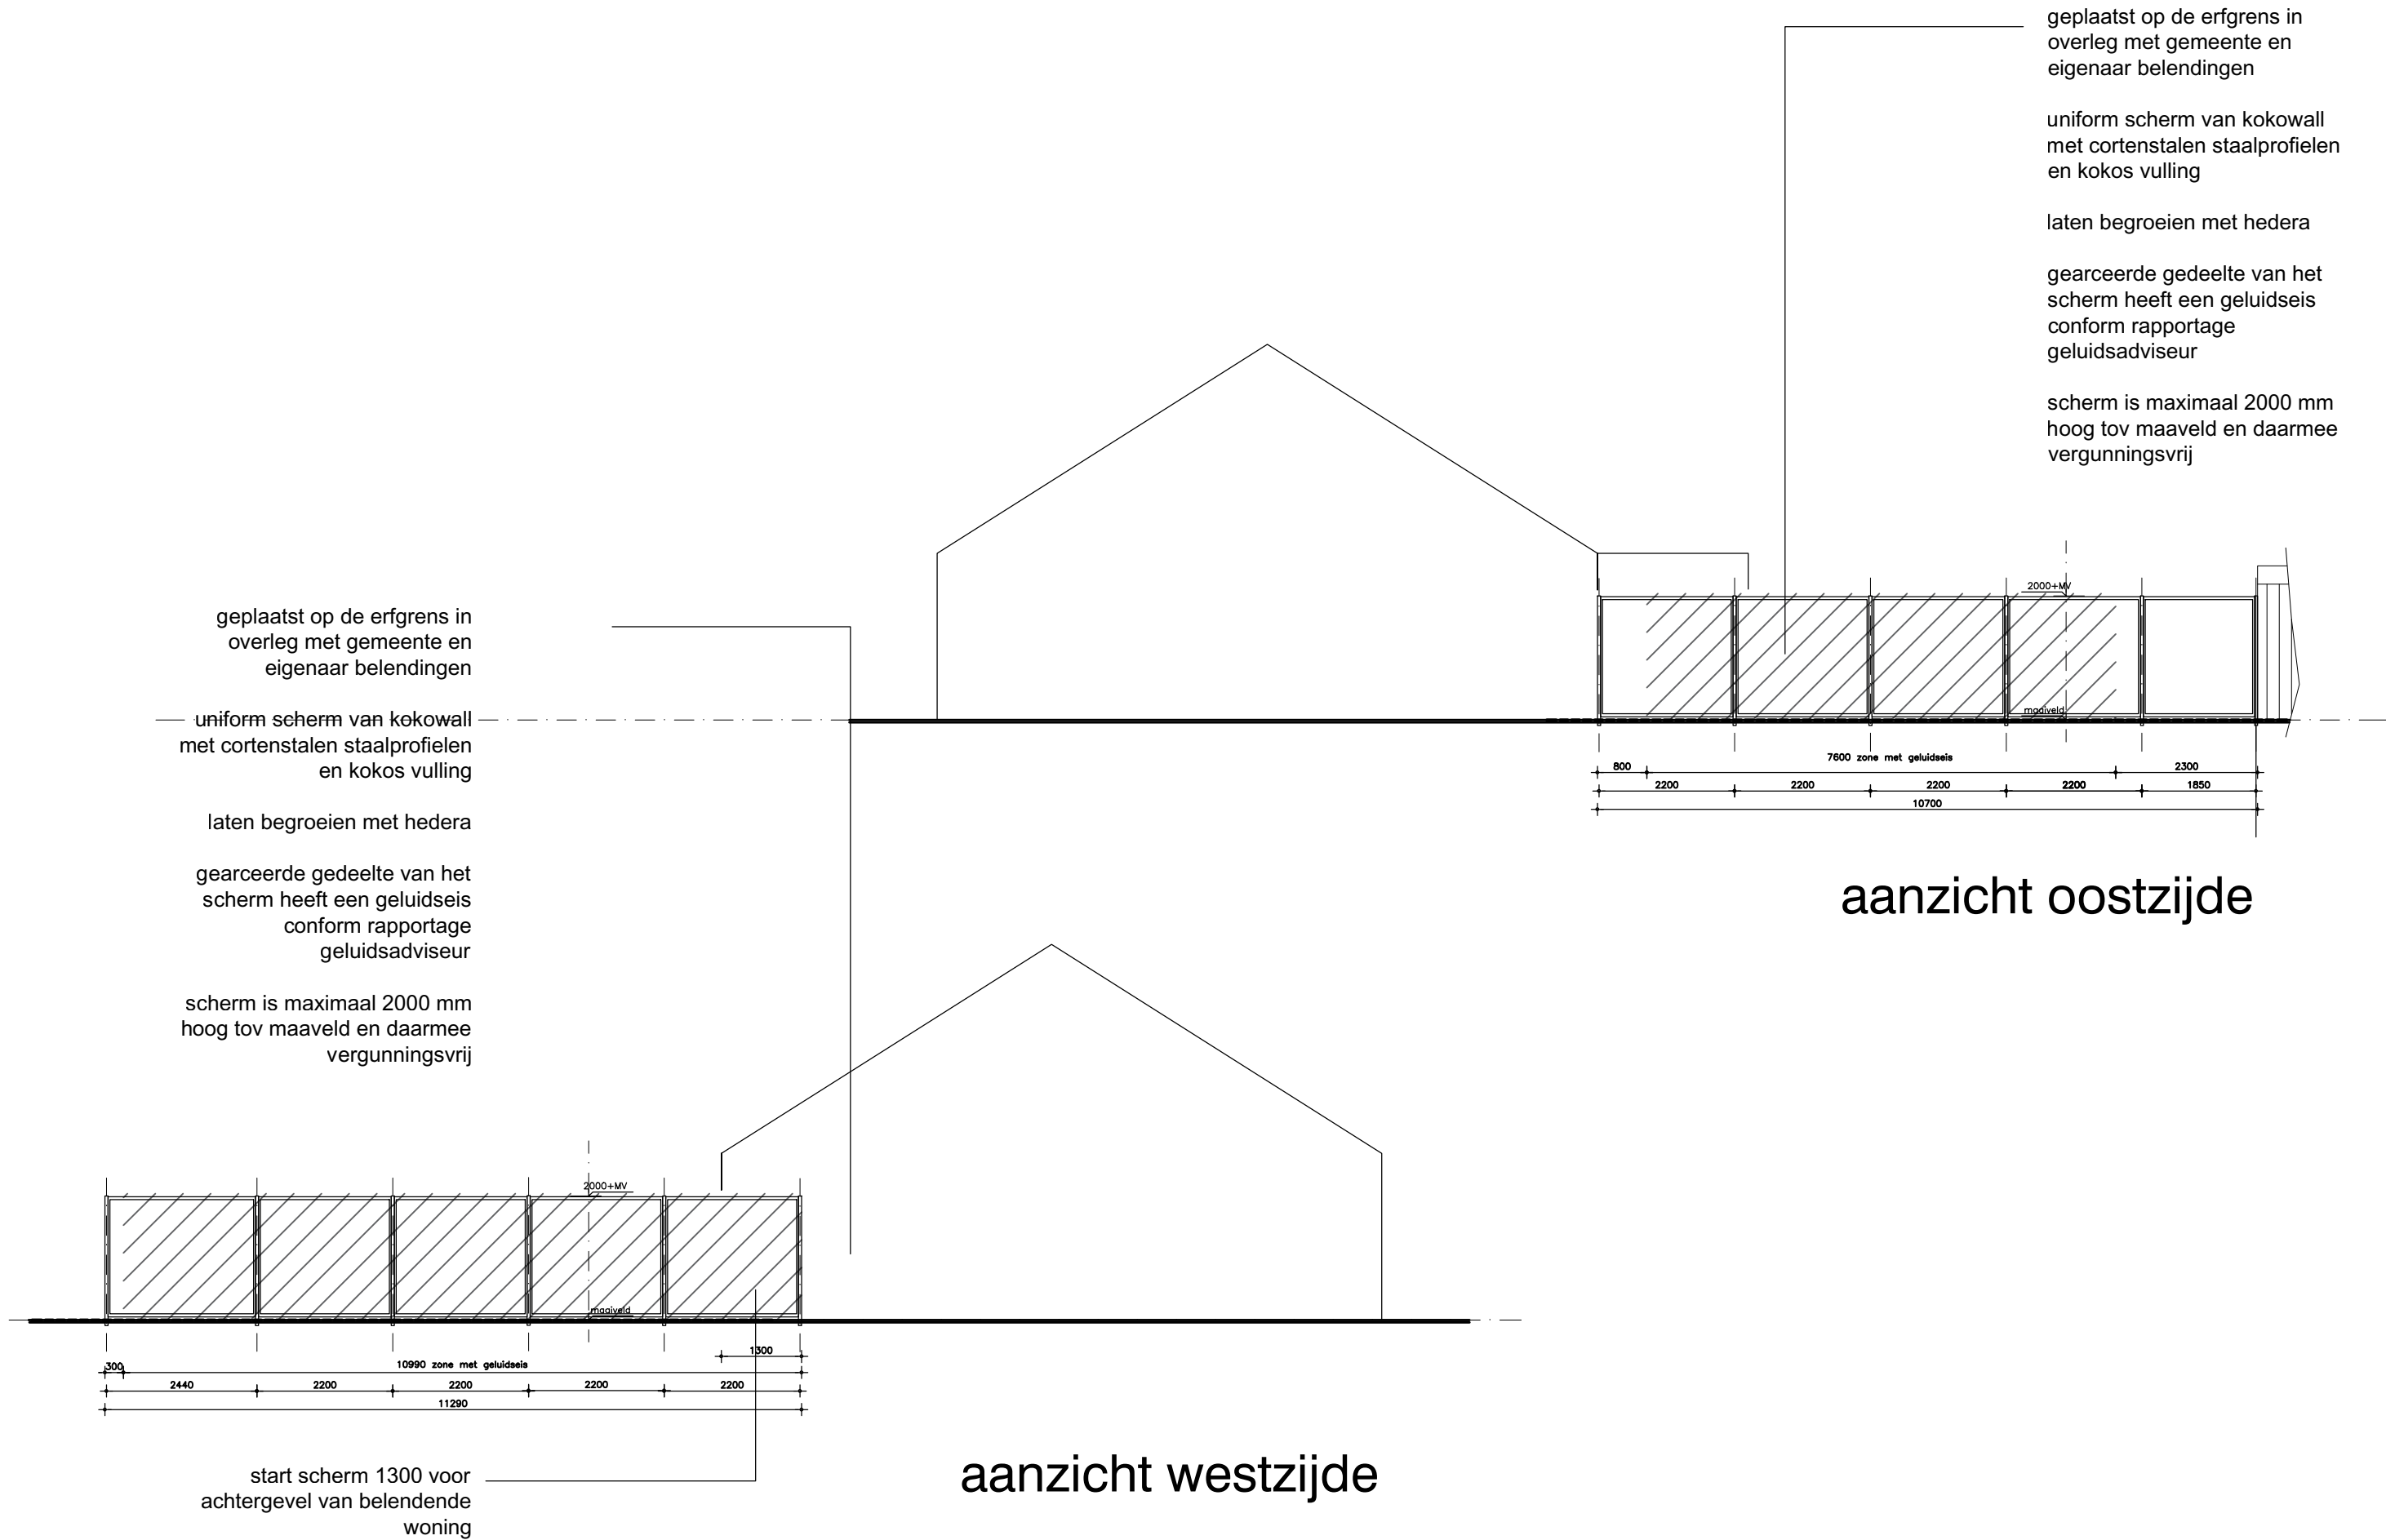 geplaatst op de erfgrens in
overleg met gemeente en
eigenaar belendingen
uniform scherm van kokowall
met cortenstalen staalprofielen
en kokos vulling
laten begroeien met hedera
gearceerde gedeelte van het
scherm heeft een geluidseis
conform rapportage
geluidsadviseur
scherm is maximaal 2000 mm
hoog tov maaveld en daarmee
vergunningsvrij
2000+MV
maaiveld
7600 zone met geluidseis
800
2300
2200
2200
2200
2200
1850
10700
aanzicht oostzijde
geplaatst op de erfgrens in
overleg met gemeente en
eigenaar belendingen
uniform scherm van kokowall
met cortenstalen staalprofielen
en kokos vulling
laten begroeien met hedera
gearceerde gedeelte van het
scherm heeft een geluidseis
conform rapportage
geluidsadviseur
scherm is maximaal 2000 mm
hoog tov maaveld en daarmee
vergunningsvrij
2000+MV
maaiveld
1300
300
10990 zone met geluidseis
2440
2200
2200
2200
2200
11290
start scherm 1300 voor
achtergevel van belendende
woning
aanzicht westzijde